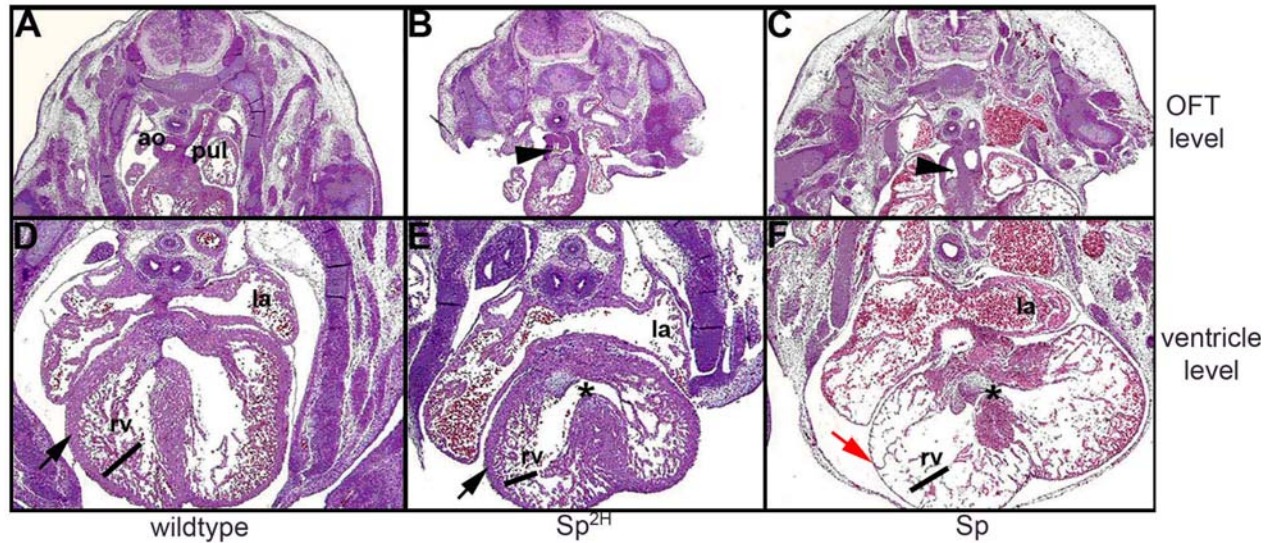 A
B
C
ao
pul
OFT
level
D
E
F
la
la
la
rv
rv
rv
*
*
ventricle
level
wildtype
Sp2H
Sp